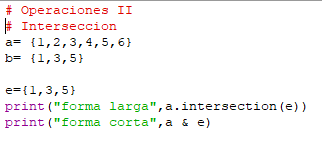 # Operaciones II
# Interseccion
a= {1,2,3,4,5,6}
b= {1,3,5}
e={1,3,5}
print("forma larga",a.intersection(e))
print("forma corta",a & e)